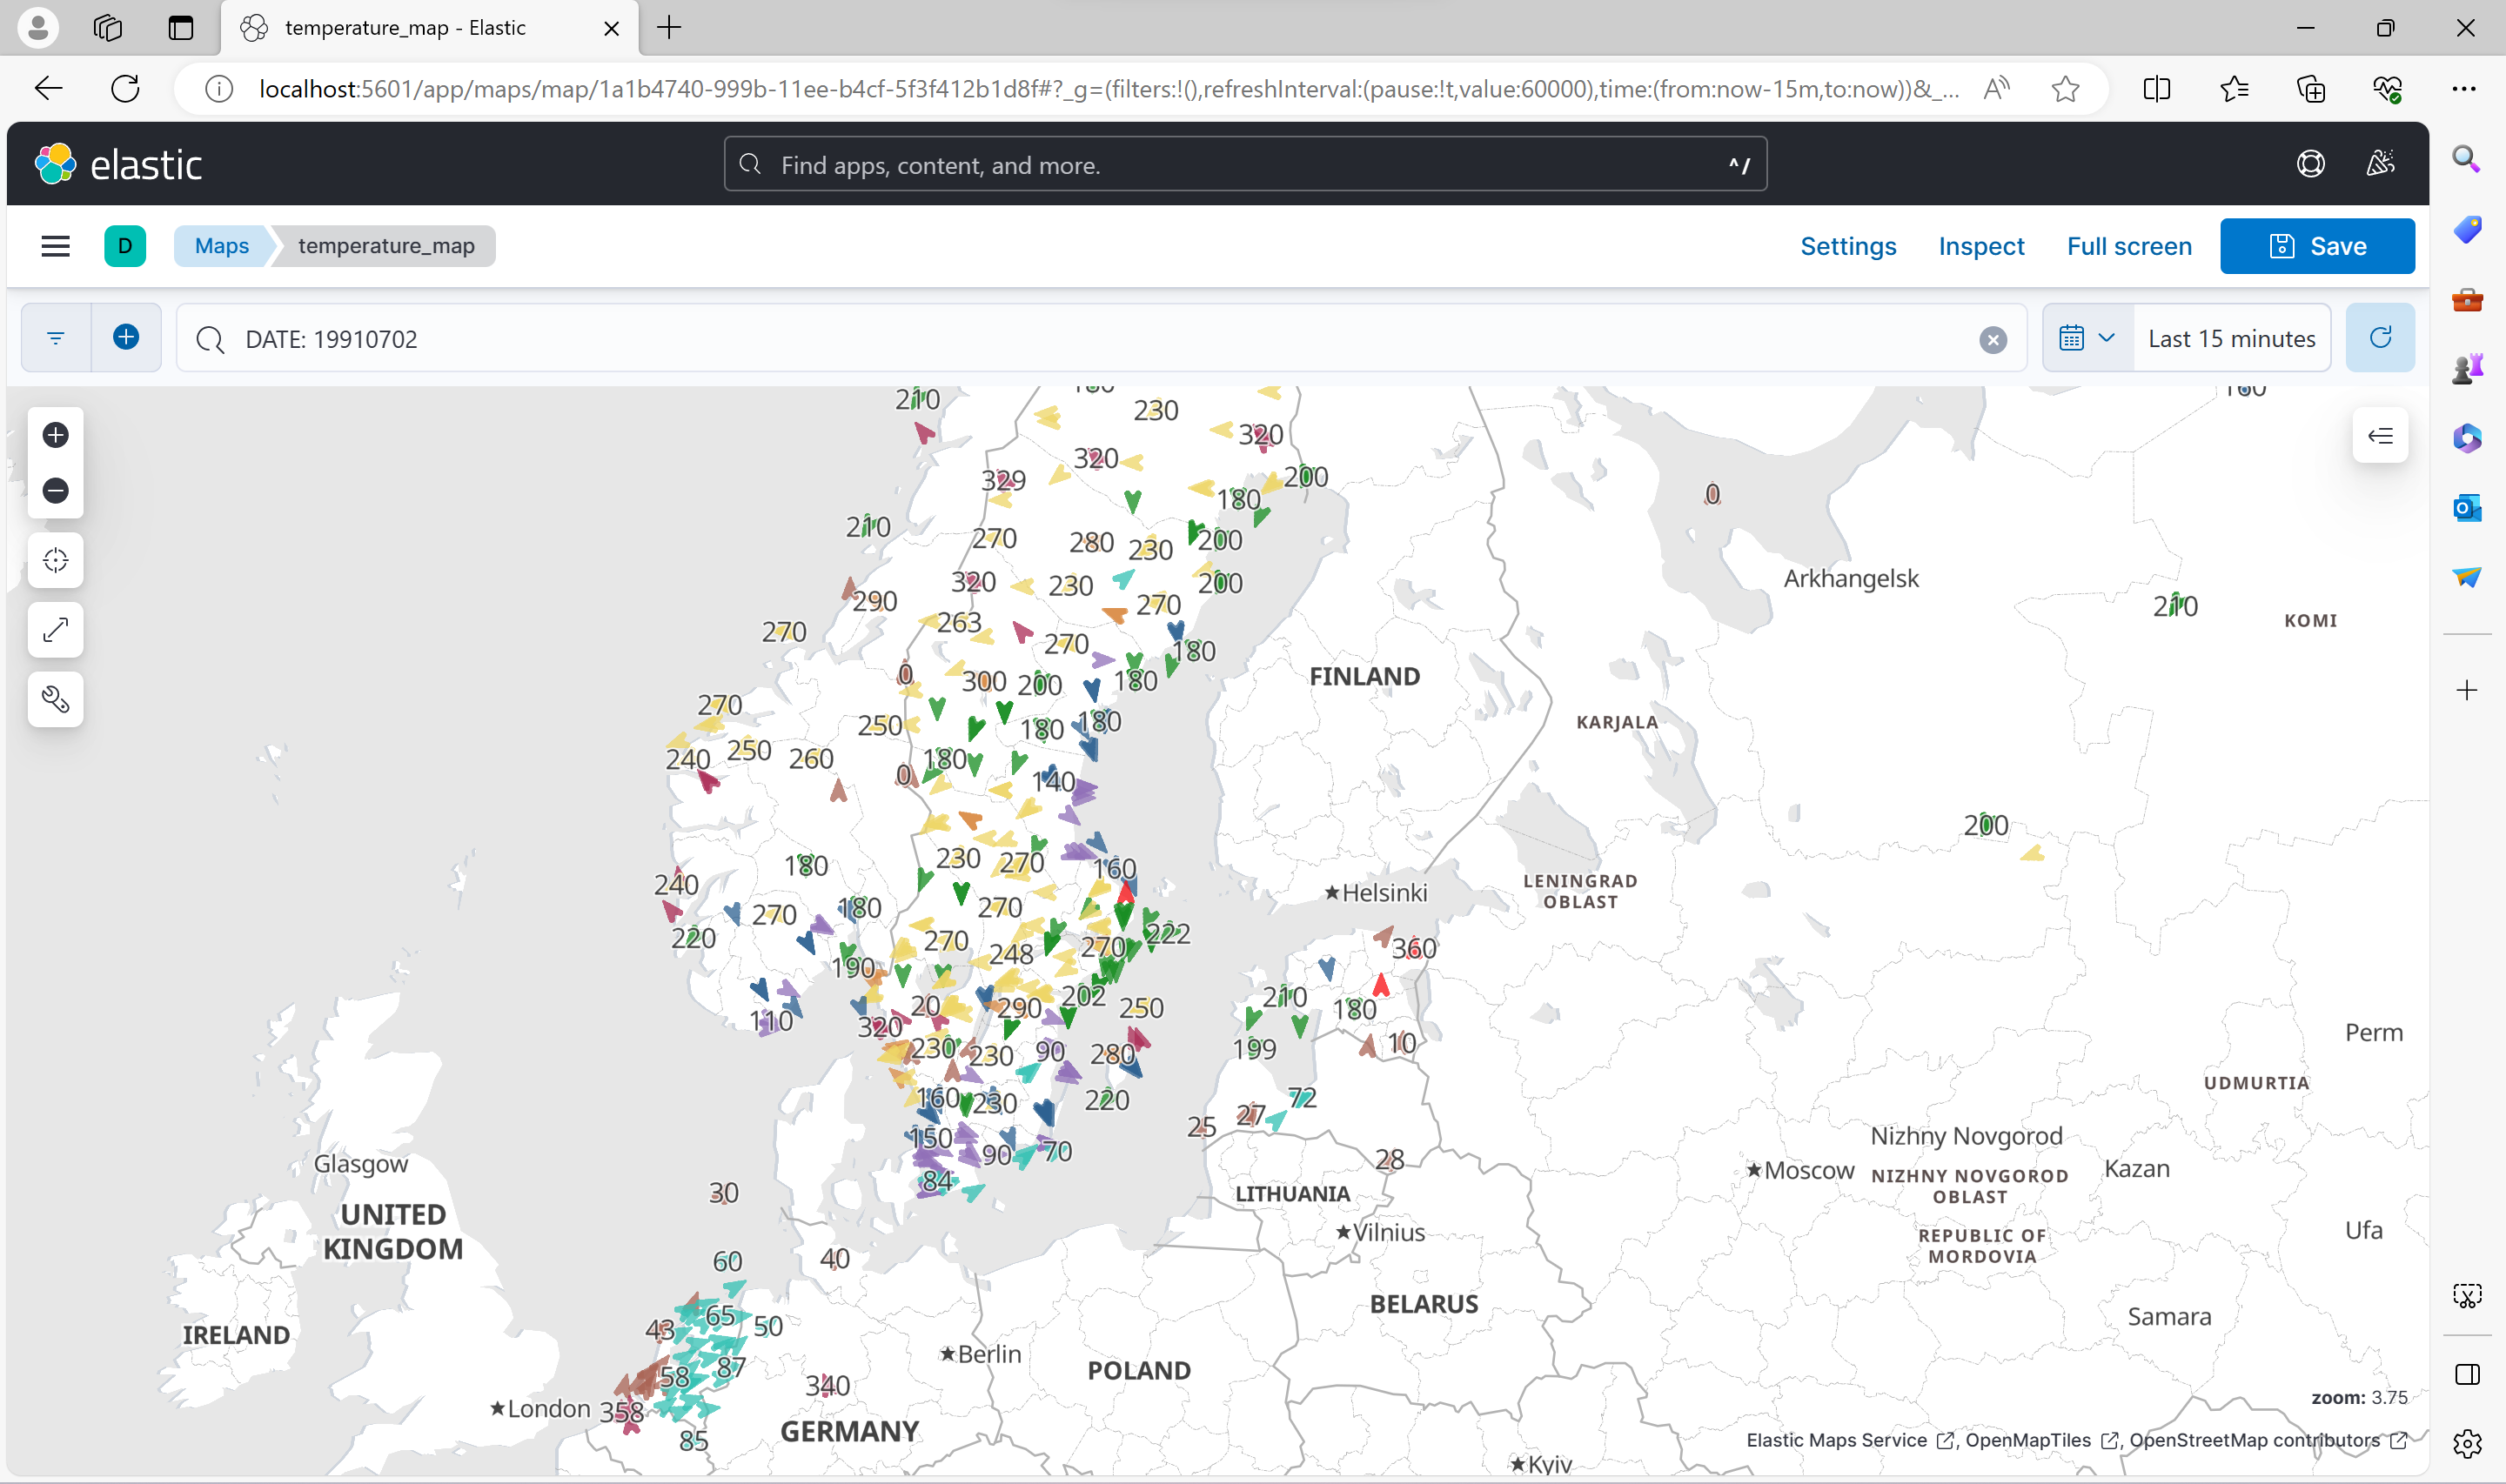 temperature_map - Elastic
localhost:5601/app/maps/map/1a1b4740-999b-11ee-b4cf-5f3f412b1d8f#?_g=(filters:!(),refreshInterval:(pause:!t,value:60000),time:(from:now-15m,to:now))&_...
elastic
Find apps, content, and more.
^/
D
Maps
temperature_map
Settings
Inspect
Full screen
Save
DATE: 19910702
Last 15 minutes
210
180
230
160
320
320
329
200
180
0
210
270
280
230
200
Arkhangelsk
320
230
200
290
270
210
KOMI
263
270
270
180
0
300
200
180
FINLAND
270
250
180
180
KARJALA
240
250
260
0
180
140
200
180
230
270
160
240
LENINGRAD
OBLAST
Helsinki
270
180
270
220
270
248
270
222
360
190
202
250
210
180
20
290
110
320
Perm
230
230
90
280
199
10
UDMURTIA
160
230
220
72
25
27
150
90
70
28
Nizhny Novgorod
Glasgow
Moscow
NIZHNY NOVGOROD
OBLAST
Kazan
84
30
LITHUANIA
UNITED
KINGDOM
Vilnius
REPUBLIC OF
MORDOVIA
Ufa
60
40
BELARUS
65
50
43
IRELAND
Samara
87
58
Berlin
POLAND
340
London
358
zoom: 3.75
GERMANY
85
Elastic Maps Service , OpenMapTiles , OpenStreetMap contributors
Kyiv